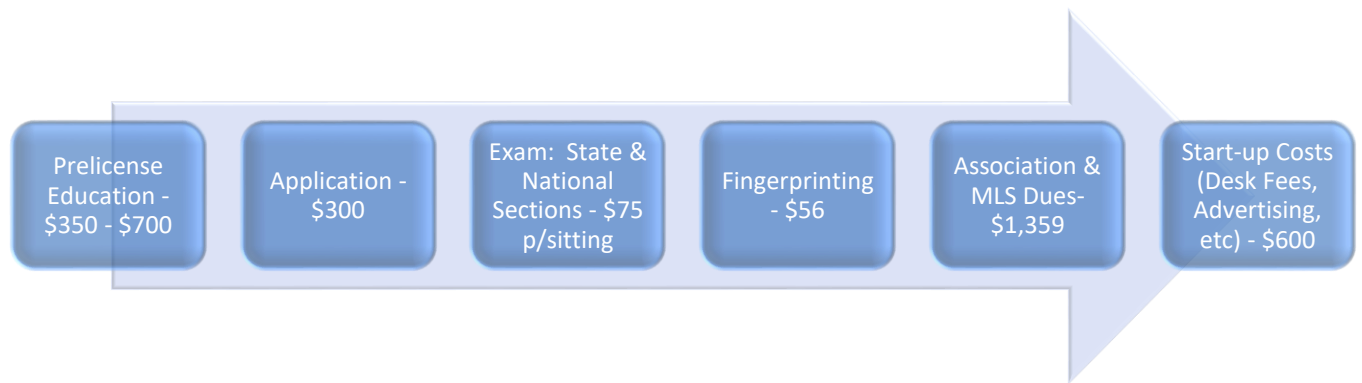 Prelicense
Education -
$350 - $700
Application -
$300
Exam: State &
National
Sections - $75
p/sitting
Fingerprinting
- $56
Association &
MLS Dues-
$1,359
Start-up Costs
(Desk Fees,
Advertising,
etc) - $600